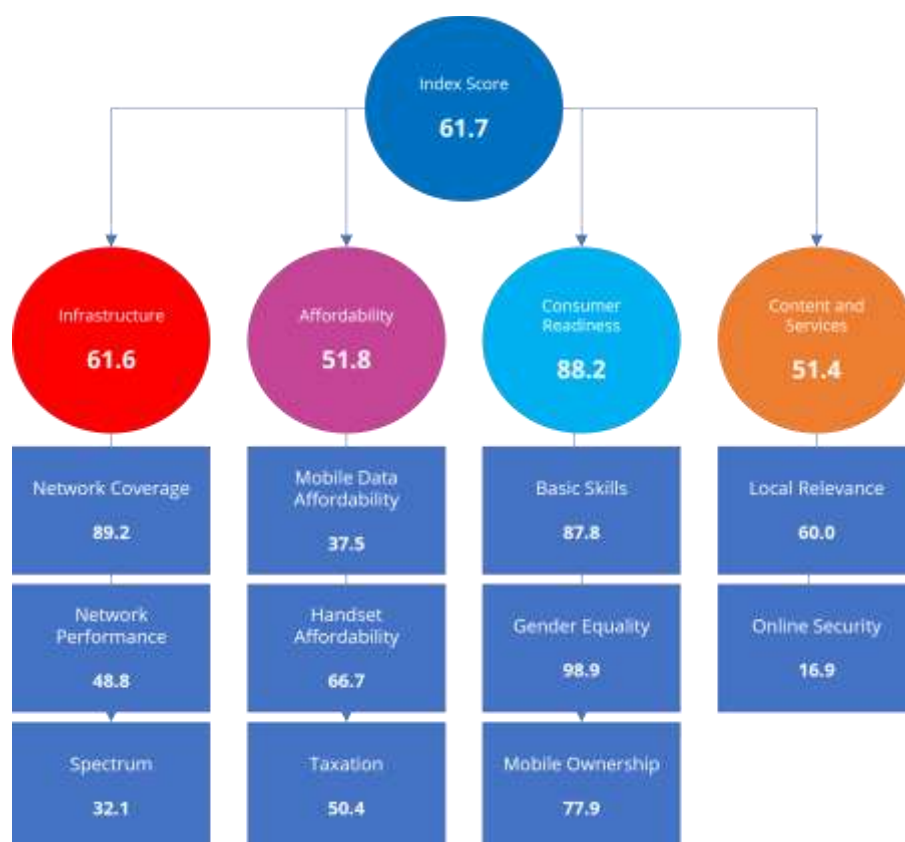 Index Score
61.7
Infrastructure
61.6
Affordability
51.8
Consumer
Readiness
88.2
Content and
Services
51.4
Network Coverage
89.2
Mobile Data
Affordability
37.5
Basic Skills
87.8
Local Relevance
60.0
Network
Performance
48.8
Handset
Affordability
66.7
Gender Equality
98.9
Online Security
16.9
Spectrum
32.1
Taxation
50.4
Mobile Ownership
77.9